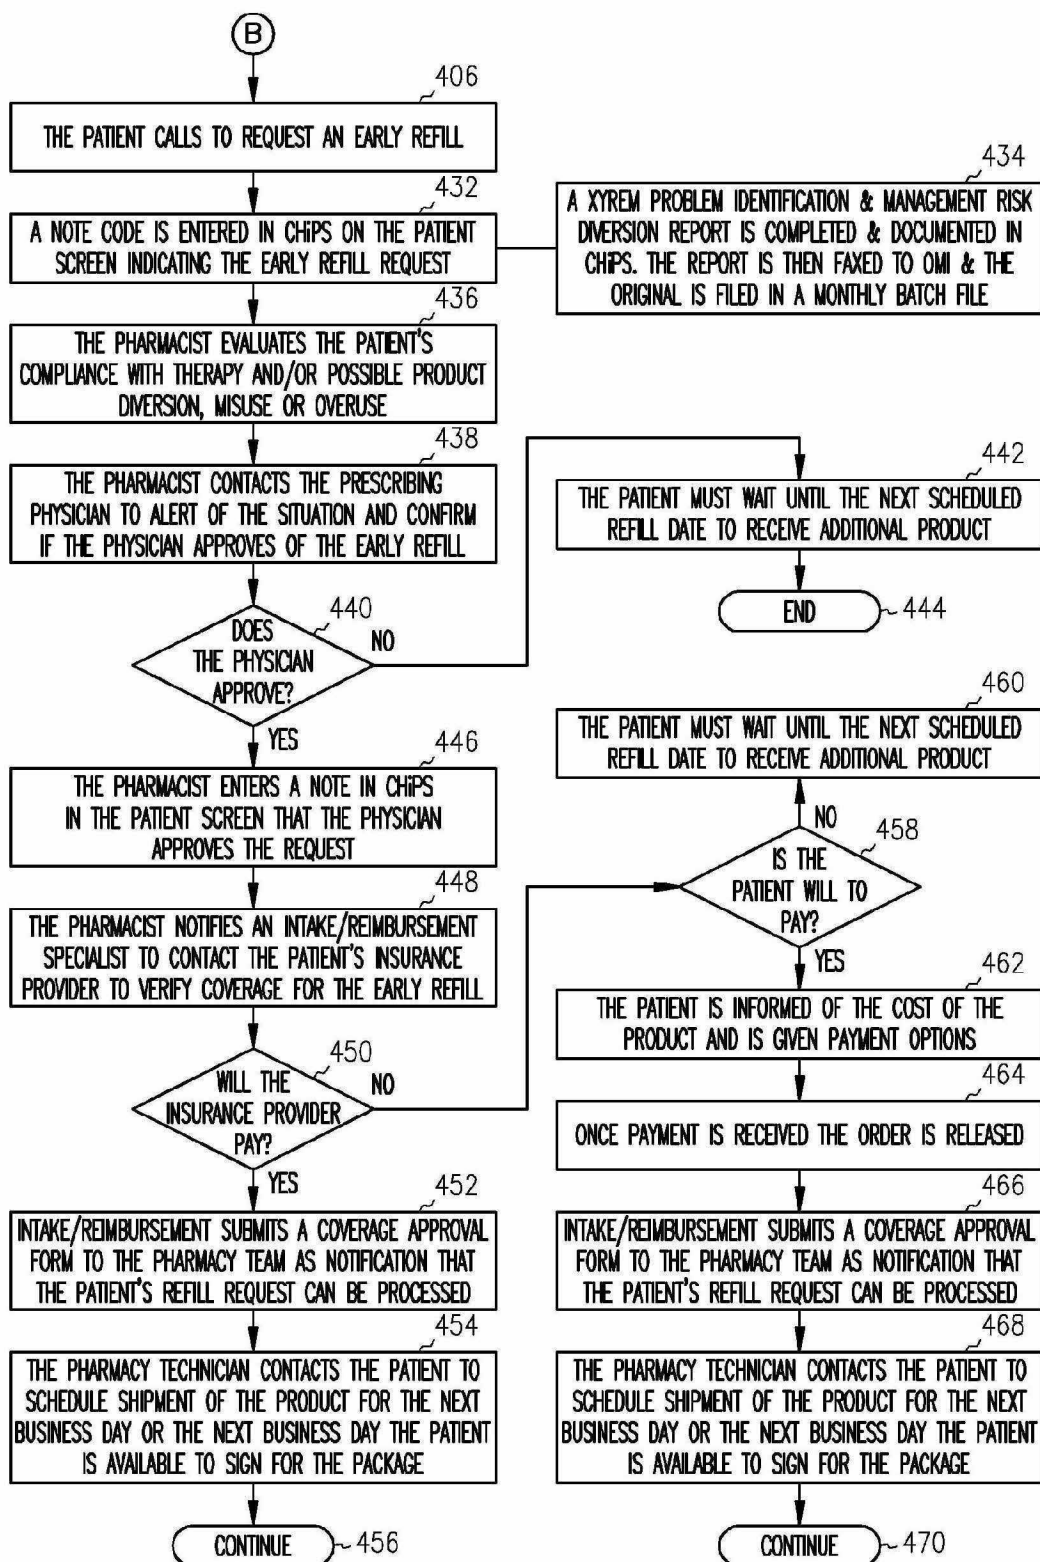 B
406
THE PATIENT CALLS TO REQUEST AN EARLY REFILL
432
A NOTE CODE IS ENTERED IN CHiPS ON THE PATIENT
SCREEN INDICATING THE EARLY REFILL REQUEST
434
A XYREM PROBLEM IDENTIFICATION & MANAGEMENT RISK
DIVERSION REPORT IS COMPLETED & DOCUMENTED IN
CHiPS. THE REPORT IS THEN FAXED TO OMI & THE
ORIGINAL IS FILED IN A MONTHLY BATCH FILE
436
THE PHARMACIST EVALUATES THE PATIENT'S
COMPLIANCE WITH THERAPY AND/OR POSSIBLE PRODUCT
DIVERSION, MISUSE OR OVERUSE
438
THE PHARMACIST CONTACTS THE PRESCRIBING
PHYSICIAN TO ALERT OF THE SITUATION AND CONFIRM
IF THE PHYSICIAN APPROVES OF THE EARLY REFILL
440
DOES
THE PHYSICIAN
APPROVE?
NO
442
THE PATIENT MUST WAIT UNTIL THE NEXT SCHEDULED
REFILL DATE TO RECEIVE ADDITIONAL PRODUCT
END
444
YES
446
THE PHARMACIST ENTERS A NOTE IN CHiPS
IN THE PATIENT SCREEN THAT THE PHYSICIAN
APPROVES THE REQUEST
448
THE PHARMACIST NOTIFIES AN INTAKE/REIMBURSEMENT
SPECIALIST TO CONTACT THE PATIENT'S INSURANCE
PROVIDER TO VERIFY COVERAGE FOR THE EARLY REFILL
450
WILL THE
INSURANCE PROVIDER
PAY?
NO
YES
452
INTAKE/REIMBURSEMENT SUBMITS A COVERAGE APPROVAL
FORM TO THE PHARMACY TEAM AS NOTIFICATION THAT
THE PATIENT'S REFILL REQUEST CAN BE PROCESSED
454
THE PHARMACY TECHNICIAN CONTACTS THE PATIENT TO
SCHEDULE SHIPMENT OF THE PRODUCT FOR THE NEXT
BUSINESS DAY OR THE NEXT BUSINESS DAY THE PATIENT
IS AVAILABLE TO SIGN FOR THE PACKAGE
CONTINUE
456
460
THE PATIENT MUST WAIT UNTIL THE NEXT SCHEDULED
REFILL DATE TO RECEIVE ADDITIONAL PRODUCT
NO
458
IS THE
PATIENT WILL TO
PAY?
YES
462
THE PATIENT IS INFORMED OF THE COST OF THE
PRODUCT AND IS GIVEN PAYMENT OPTIONS
464
ONCE PAYMENT IS RECEIVED THE ORDER IS RELEASED
466
INTAKE/REIMBURSEMENT SUBMITS A COVERAGE APPROVAL
FORM TO THE PHARMACY TEAM AS NOTIFICATION THAT
THE PATIENT'S REFILL REQUEST CAN BE PROCESSED
468
THE PHARMACY TECHNICIAN CONTACTS THE PATIENT TO
SCHEDULE SHIPMENT OF THE PRODUCT FOR THE NEXT
BUSINESS DAY OR THE NEXT BUSINESS DAY THE PATIENT
IS AVAILABLE TO SIGN FOR THE PACKAGE
CONTINUE
470